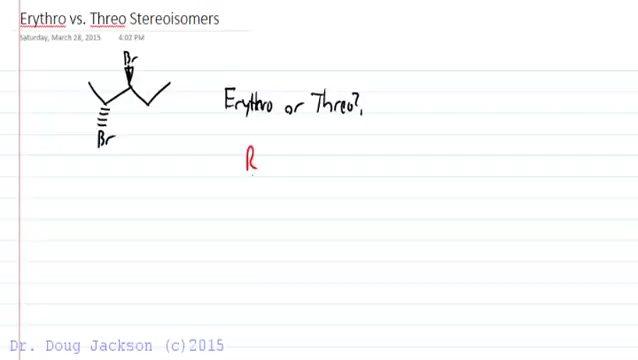 Erythro vs. Threo Stereoisomers
Saturday, March 28, 2015 4:02 PM
Br
Erythro or Threo?
Br
R
Dr. Doug Jackson (c)2015